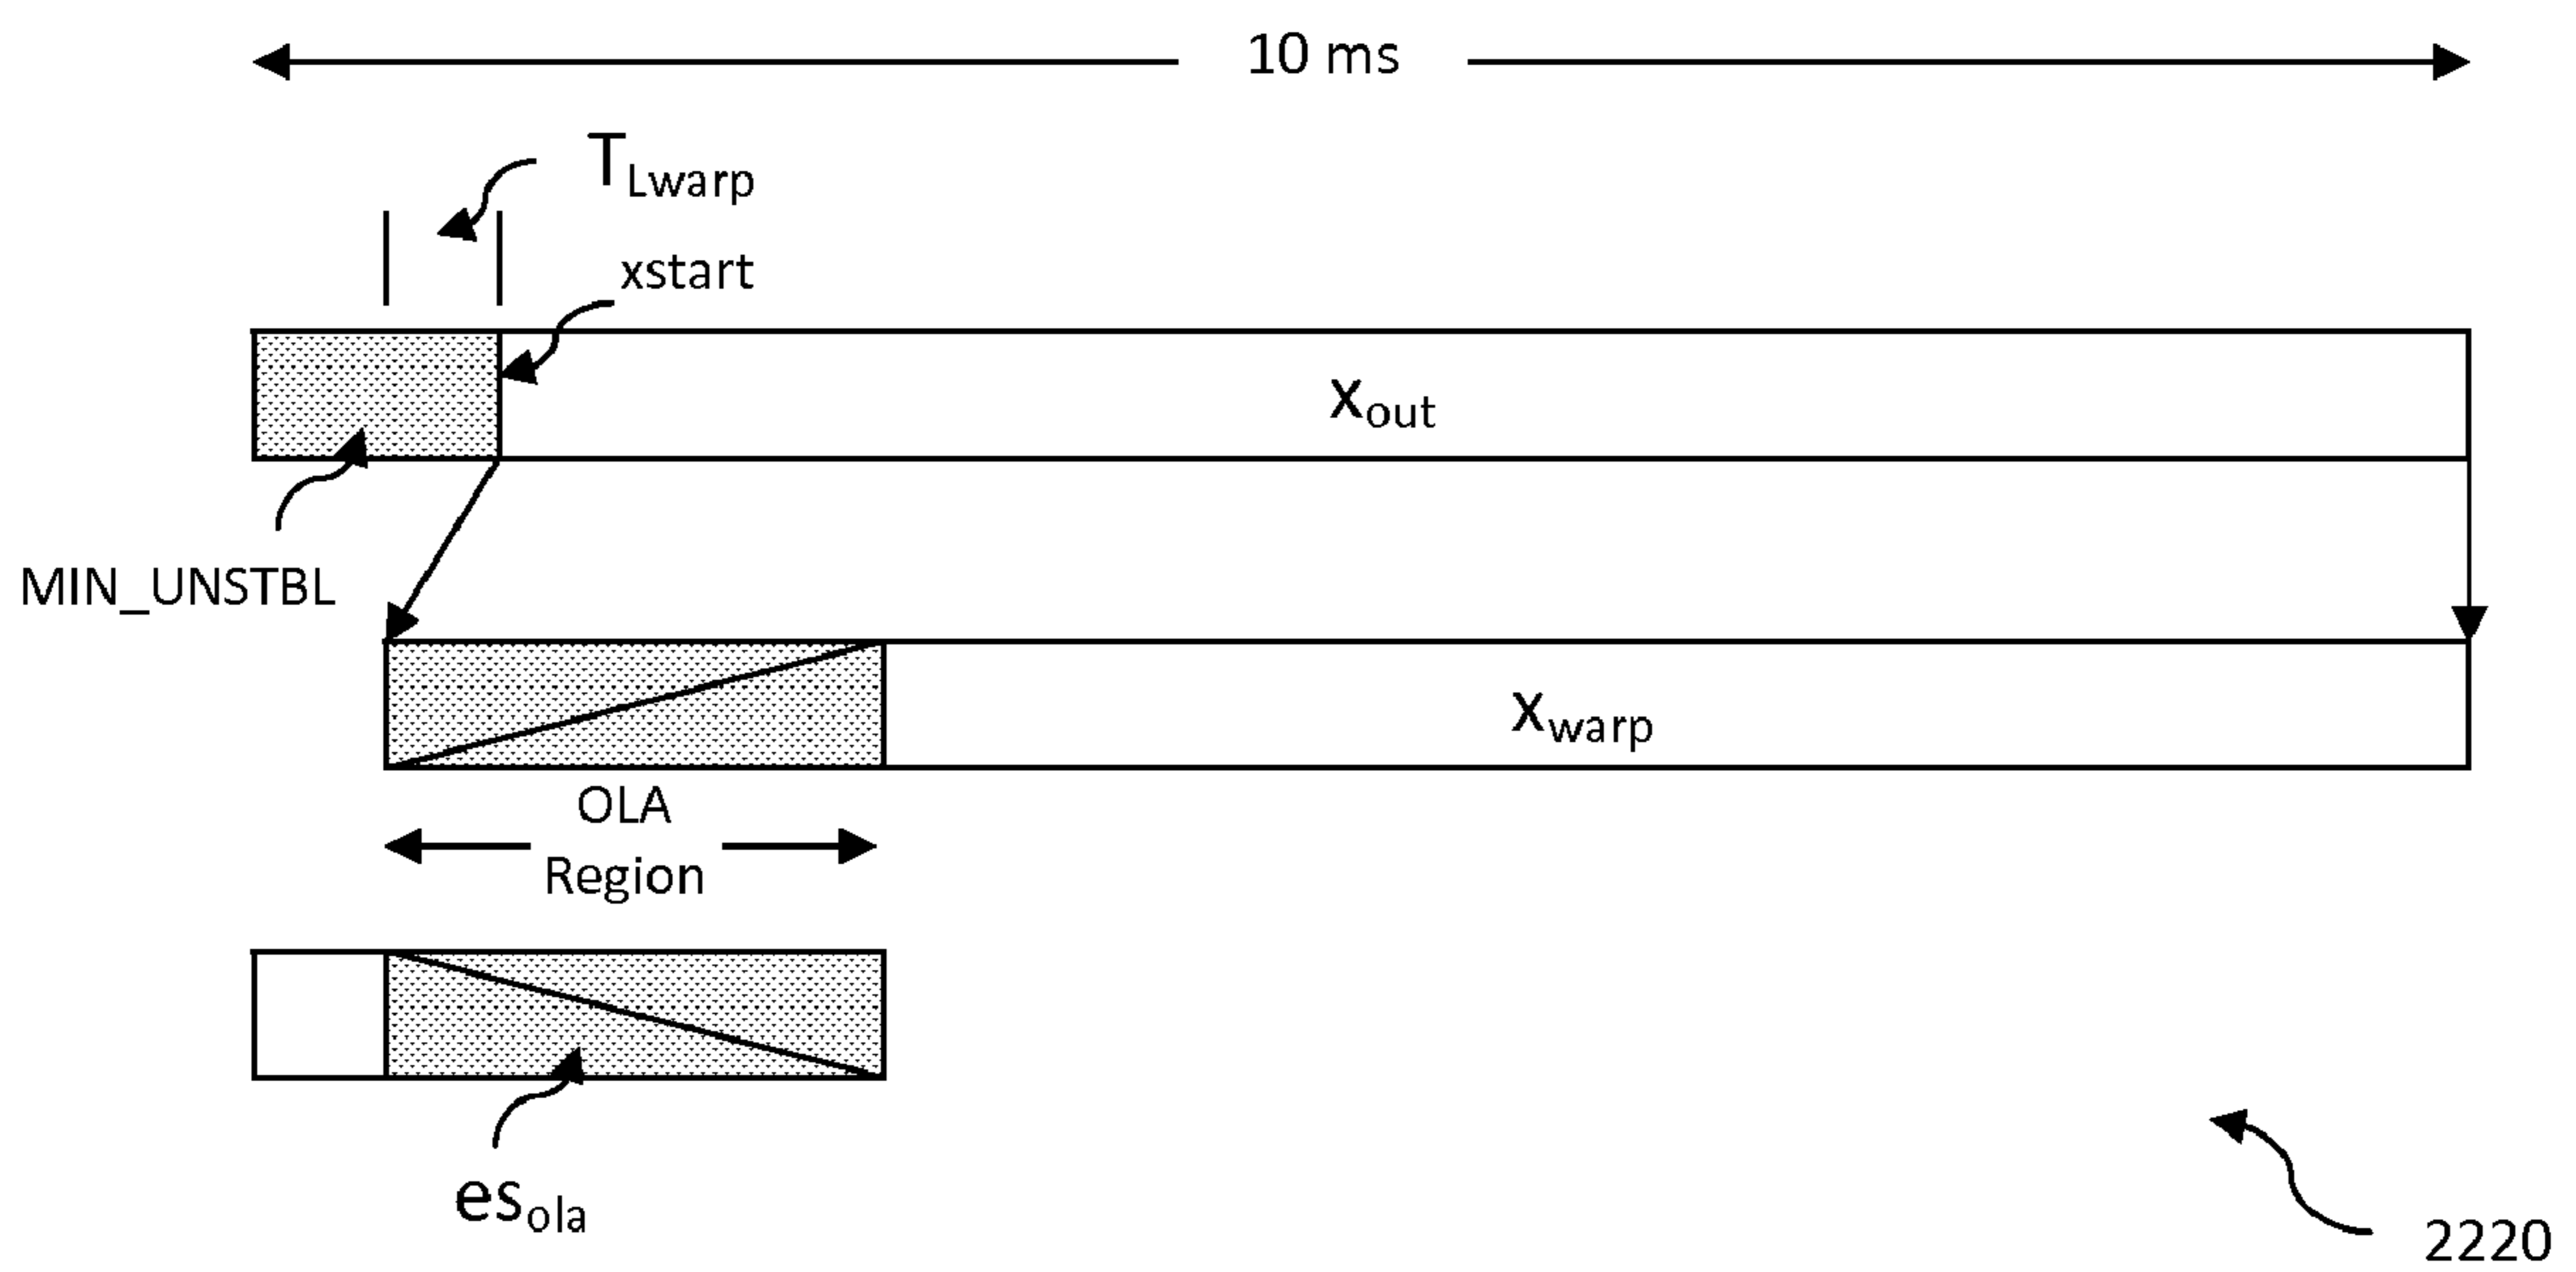 10 ms
TLwarp
xstart
xout
MIN_UNSTBL
xwarp
OLA
Region
esola
2220